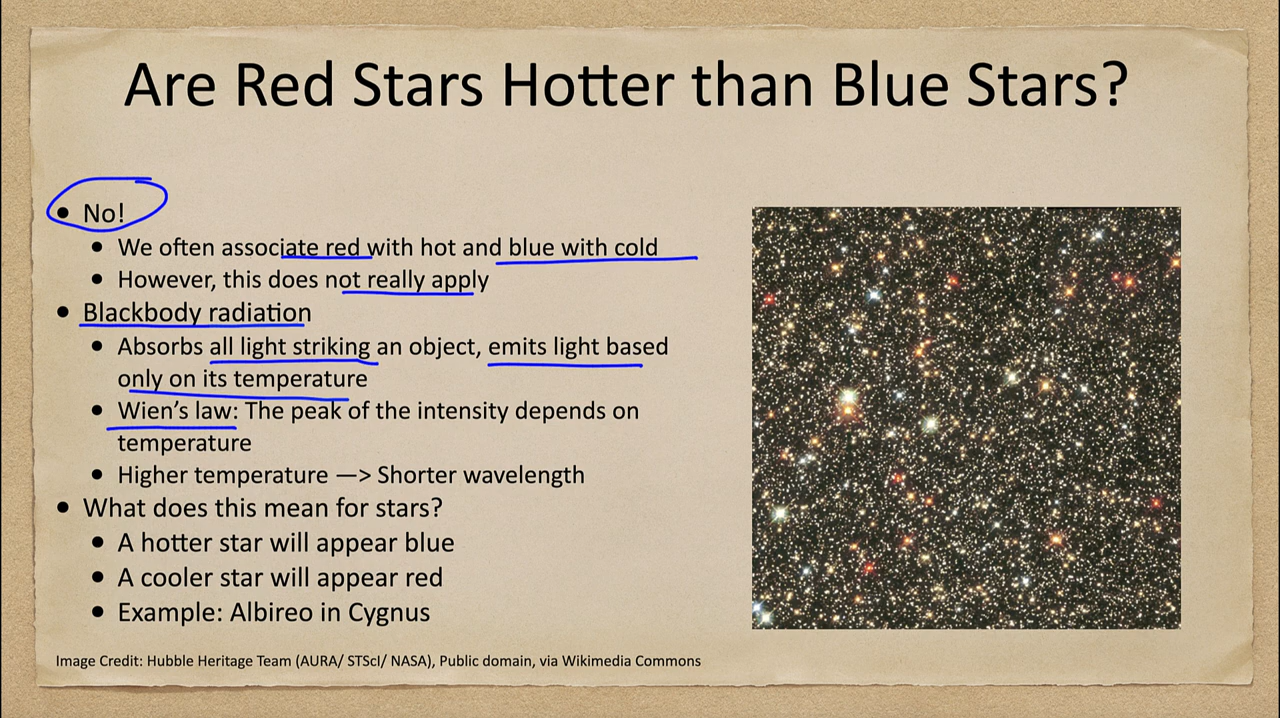 Are Red Stars Hotter than Blue Stars?
• No!
• We often associate red with hot and blue with cold
• However, this does not really apply
• Blackbody radiation
• Absorbs all light striking an object, emits light based
only on its temperature
• Wien’s law: The peak of the intensity depends on
temperature
• Higher temperature —> Shorter wavelength
• What does this mean for stars?
• A hotter star will appear blue
• A cooler star will appear red
• Example: Albireo in Cygnus
Image Credit: Hubble Heritage Team (AURA/ STScI/ NASA), Public domain, via Wikimedia Commons